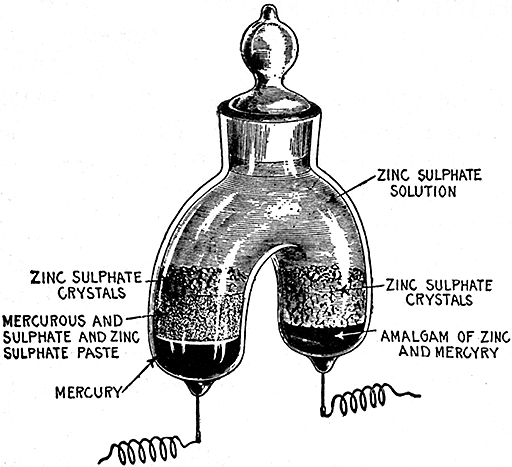 ZINC SULPHATE
SOLUTION
ZINC SULPHATE
CRYSTALS
MERCUROUS AND
SULPHATE AND ZINC
SULPHATE PASTE
MERCURY
ZINC SULPHATE
CRYSTALS
AMALGAM OF ZINC
AND MERCYRY